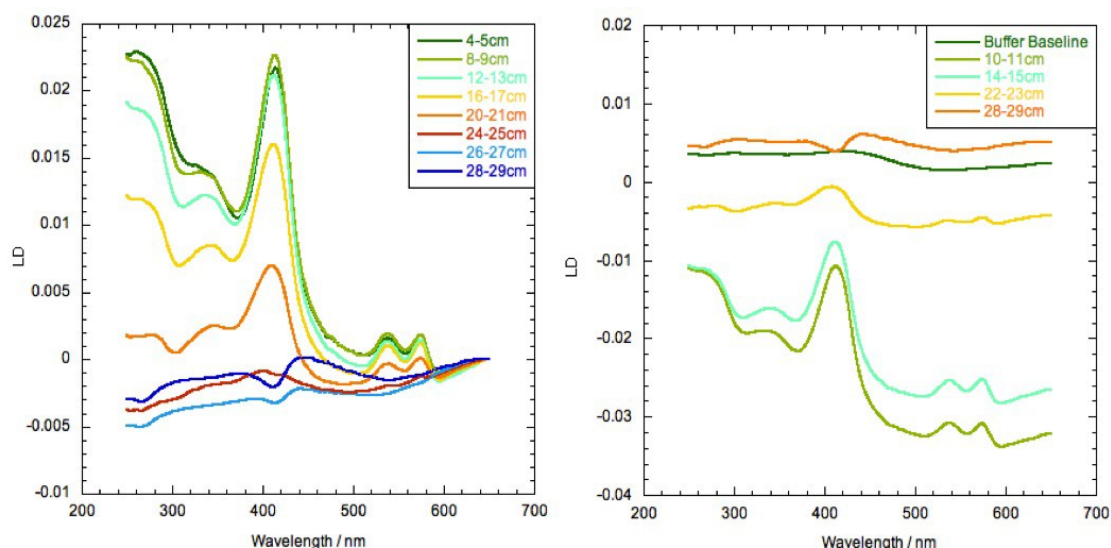 0.025
0.02
0.015
0.01
0.005
0
-0.005
-0.01
LD
200 300 400 500 600 700
Wavelength / nm
4-5cm
8-9cm
12-13cm
16-17cm
20-21cm
24-25cm
26-27cm
28-29cm
0.02
0.01
0
-0.01
-0.02
-0.03
-0.04
LD
200 300 400 500 600 700
Wavelength / nm
Buffer Baseline
10-11cm
14-15cm
22-23cm
28-29cm